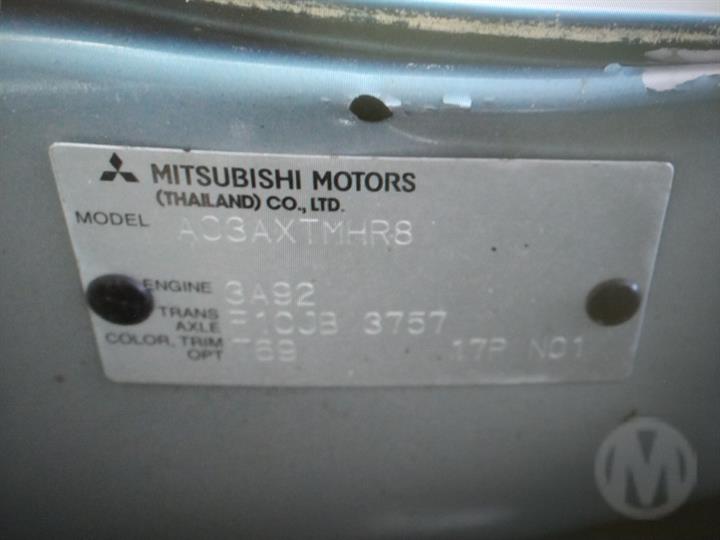 MITSUBISHI MOTORS
(THAILAND) CO., LTD.
MODEL A03AXTMHR8
ENGINE 3A92
TRANS AXLE F1CJB 3757
COLOR, TRIM OPT T69 17P N01
M